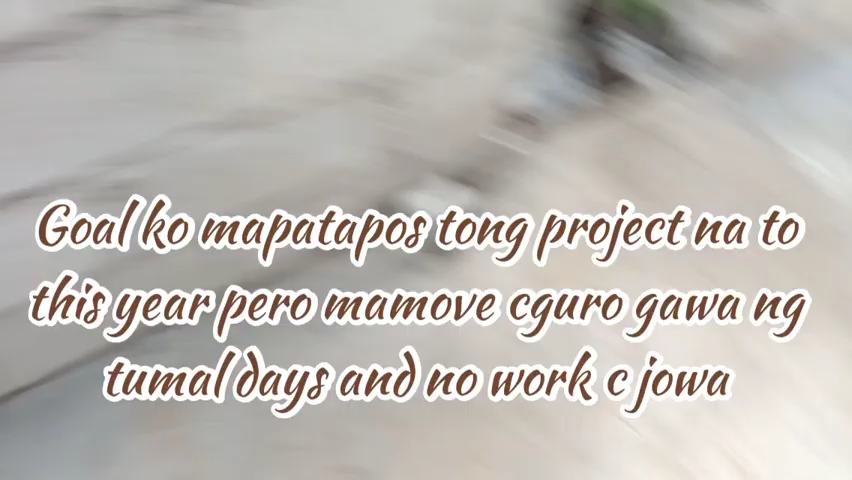 Goal ko mapatapos tong project na to
this year pero mamove cguro gawa ng
tumal days and no work c jowa